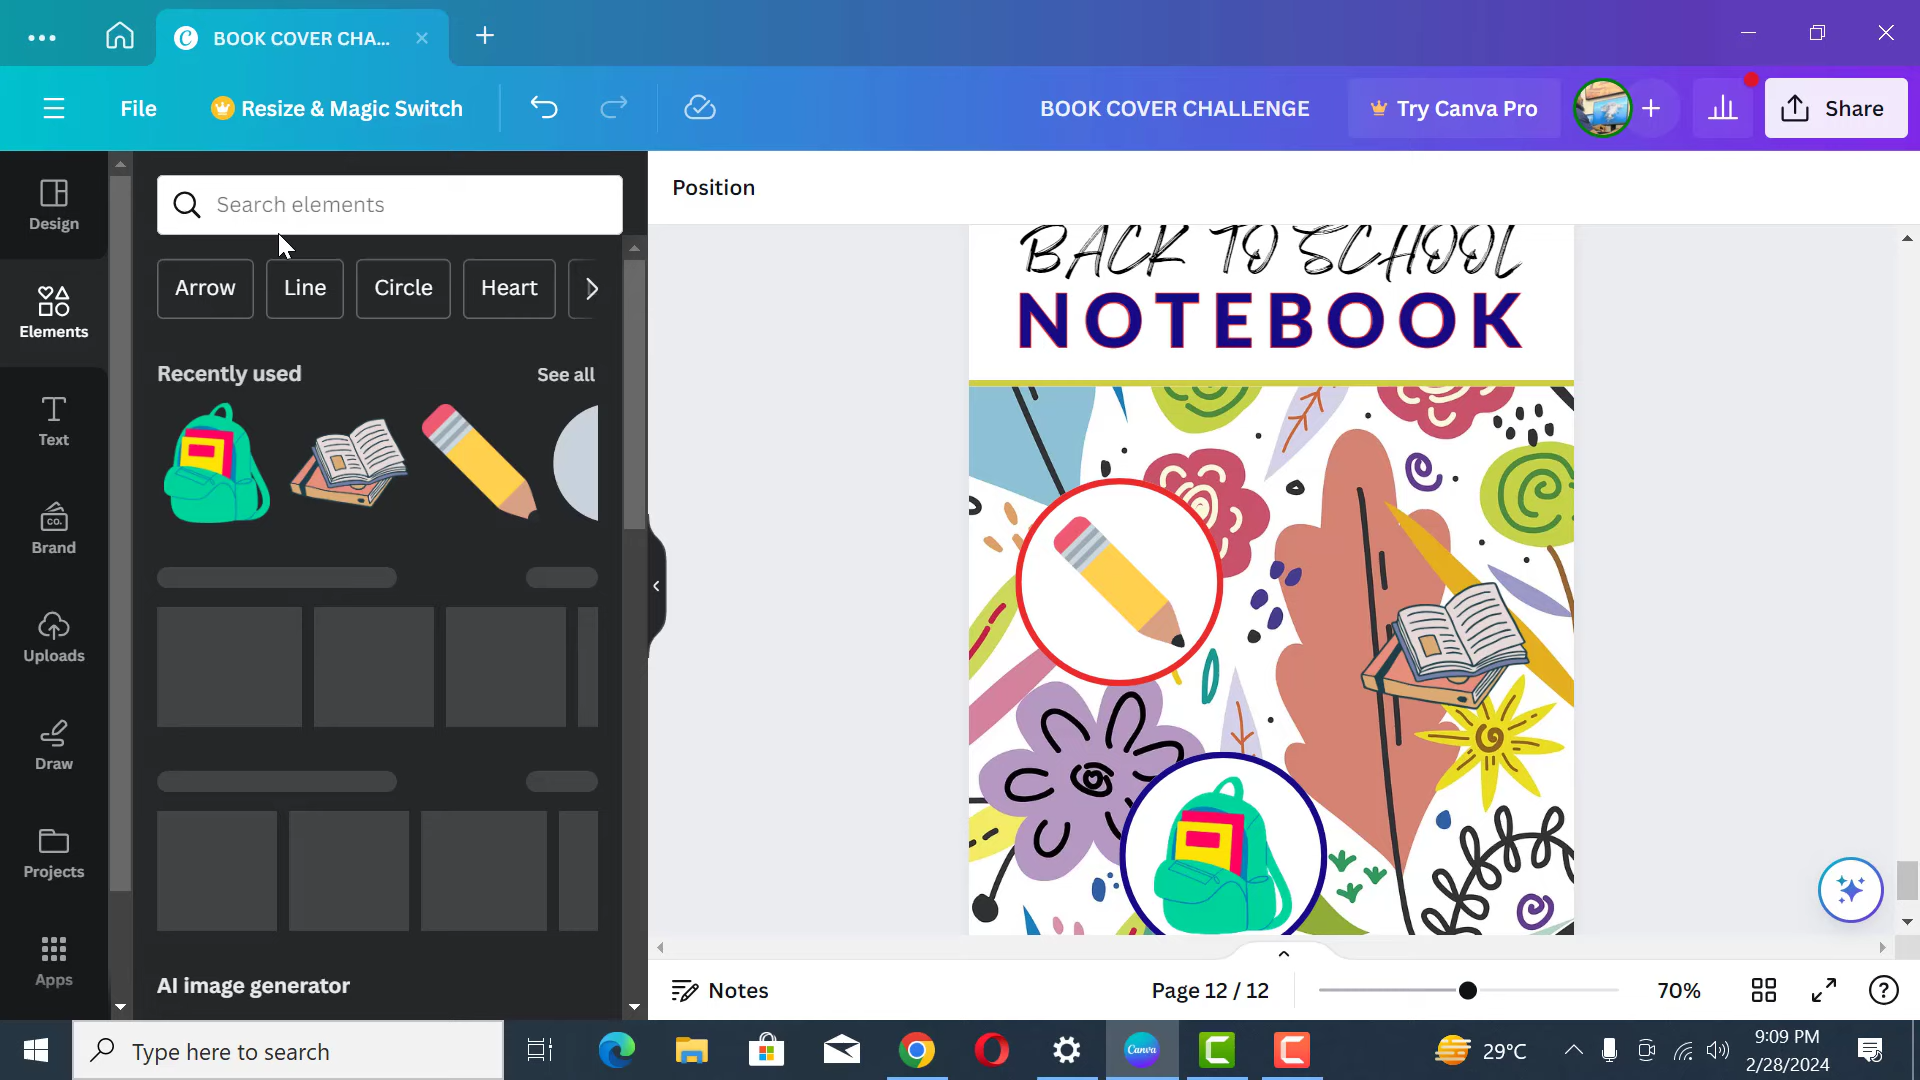 BOOK COVER CHA...
File
Resize & Magic Switch
BOOK COVER CHALLENGE
Try Canva Pro
Share
Design
Elements
Text
Brand
Uploads
Draw
Projects
Apps
CO.
Search elements
Arrow
Line
Circle
Heart
Recently used
See all
AI image generator
Position
BACK TO SCHOOL
NOTEBOOK
Notes
Page 12 / 12
70%
Type here to search
Canva
29°C
9:09 PM
2/28/2024